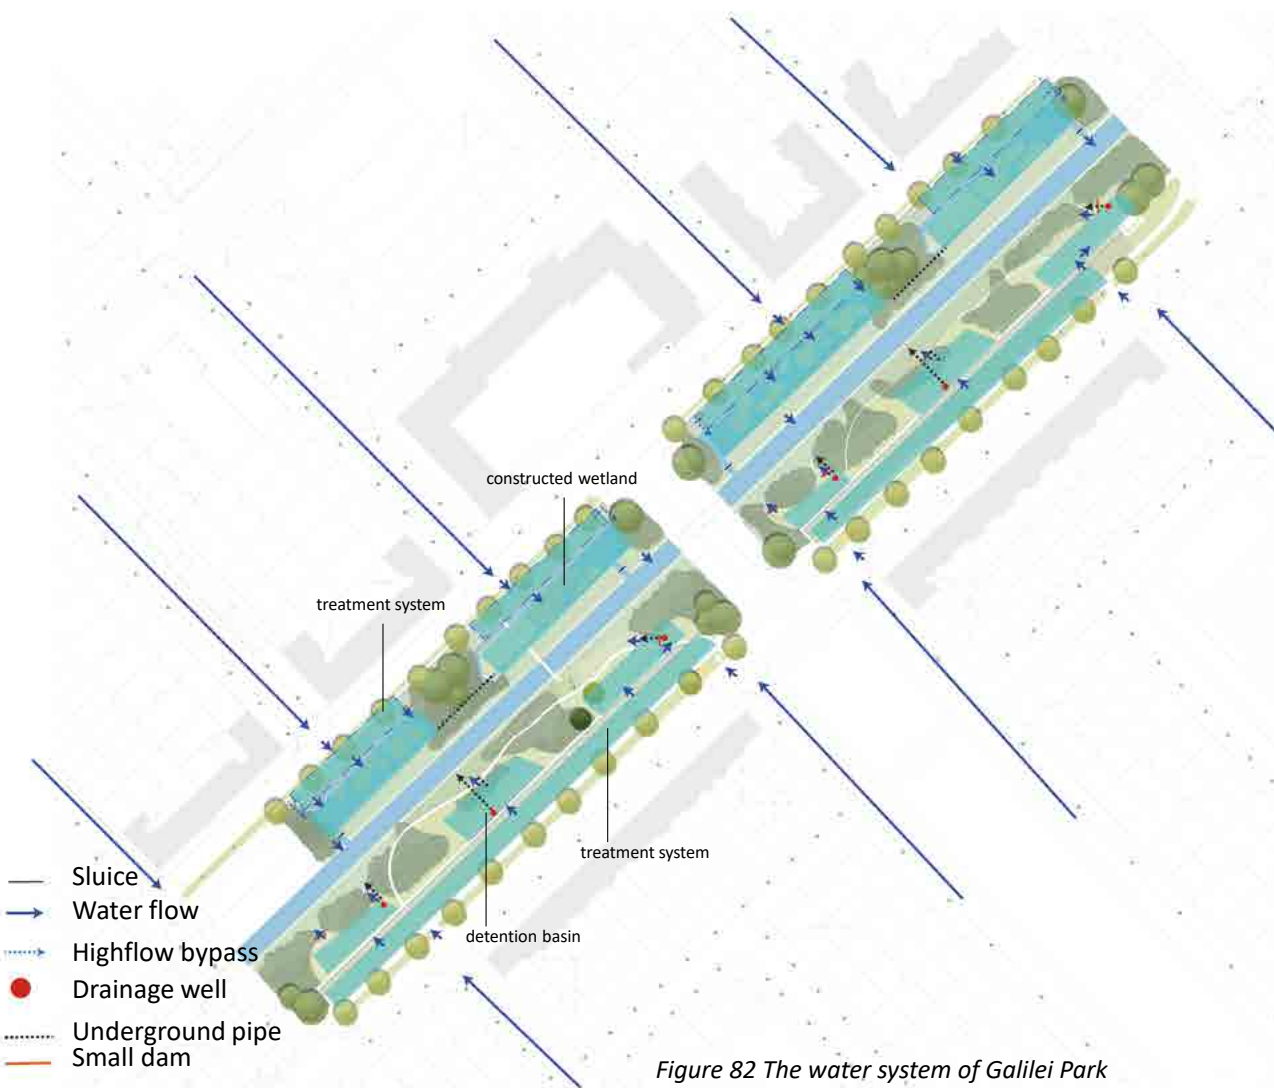 constructed wetland
treatment system
treatment system
detention basin
Sluice
Water flow
Highflow bypass
Drainage well
Underground pipe
Small dam
Figure 82 The water system of Galilei Park